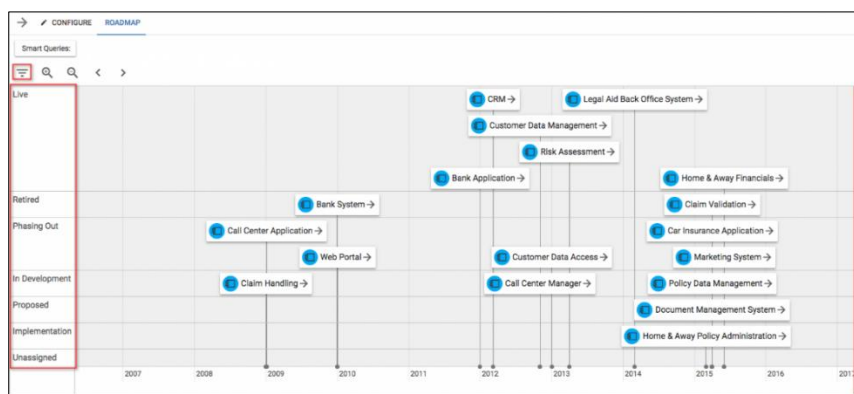 CONFIGURE ROADMAP
Smart Queries:
Live
CRM
Legal Aid Back Office System
Customer Data Management
Risk Assessment
Bank Application
Home & Away Financials
Retired
Bank System
Claim Validation
Phasing Out
Call Center Application
Car Insurance Application
Web Portal
Customer Data Access
Marketing System
In Development
Claim Handling
Call Center Manager
Policy Data Management
Proposed
Document Management System
Implementation
Home & Away Policy Administration
Unassigned
2007 2008 2009 2010 2011 2012 2013 2014 2015 2016